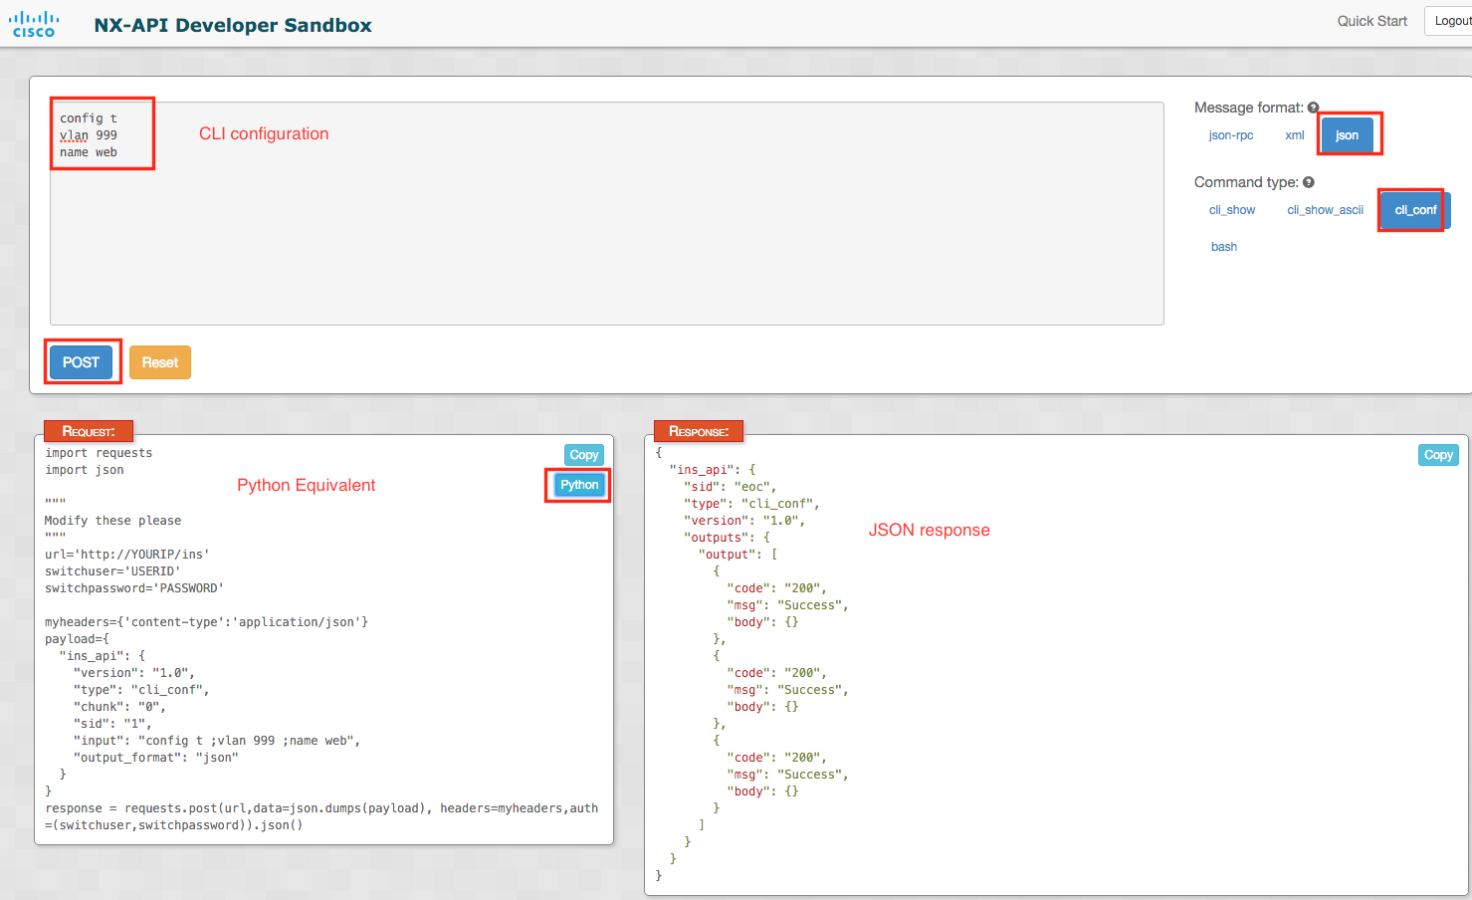 CISCO
NX-API Developer Sandbox
Quick Start
Logout
config t
vlan 999
name web
CLI configuration
Message format:
json-rpc xml json
Command type:
cli_show cli_show_ascii cli_conf
bash
POST Reset
REQUEST:
Copy
Python
Python Equivalent
import requests
import json
"""
Modify these please
"""
url='http://YOURIP/ins'
switchuser='USERID'
switchpassword='PASSWORD'
myheaders={'content-type':'application/json'}
payload={
"ins_api": {
"version": "1.0",
"type": "cli_conf",
"chunk": "0",
"sid": "1",
"input": "config t ;vlan 999 ;name web",
"output_format": "json"
}
}
response = requests.post(url,data=json.dumps(payload), headers=myheaders,auth
=(switchuser,switchpassword)).json()
RESPONSE:
Copy
JSON response
{
"ins_api": {
"sid": "eoc",
"type": "cli_conf",
"version": "1.0",
"outputs": {
"output": [
{
"code": "200",
"msg": "Success",
"body": {}
},
{
"code": "200",
"msg": "Success",
"body": {}
},
{
"code": "200",
"msg": "Success",
"body": {}
}
]
}
}
}